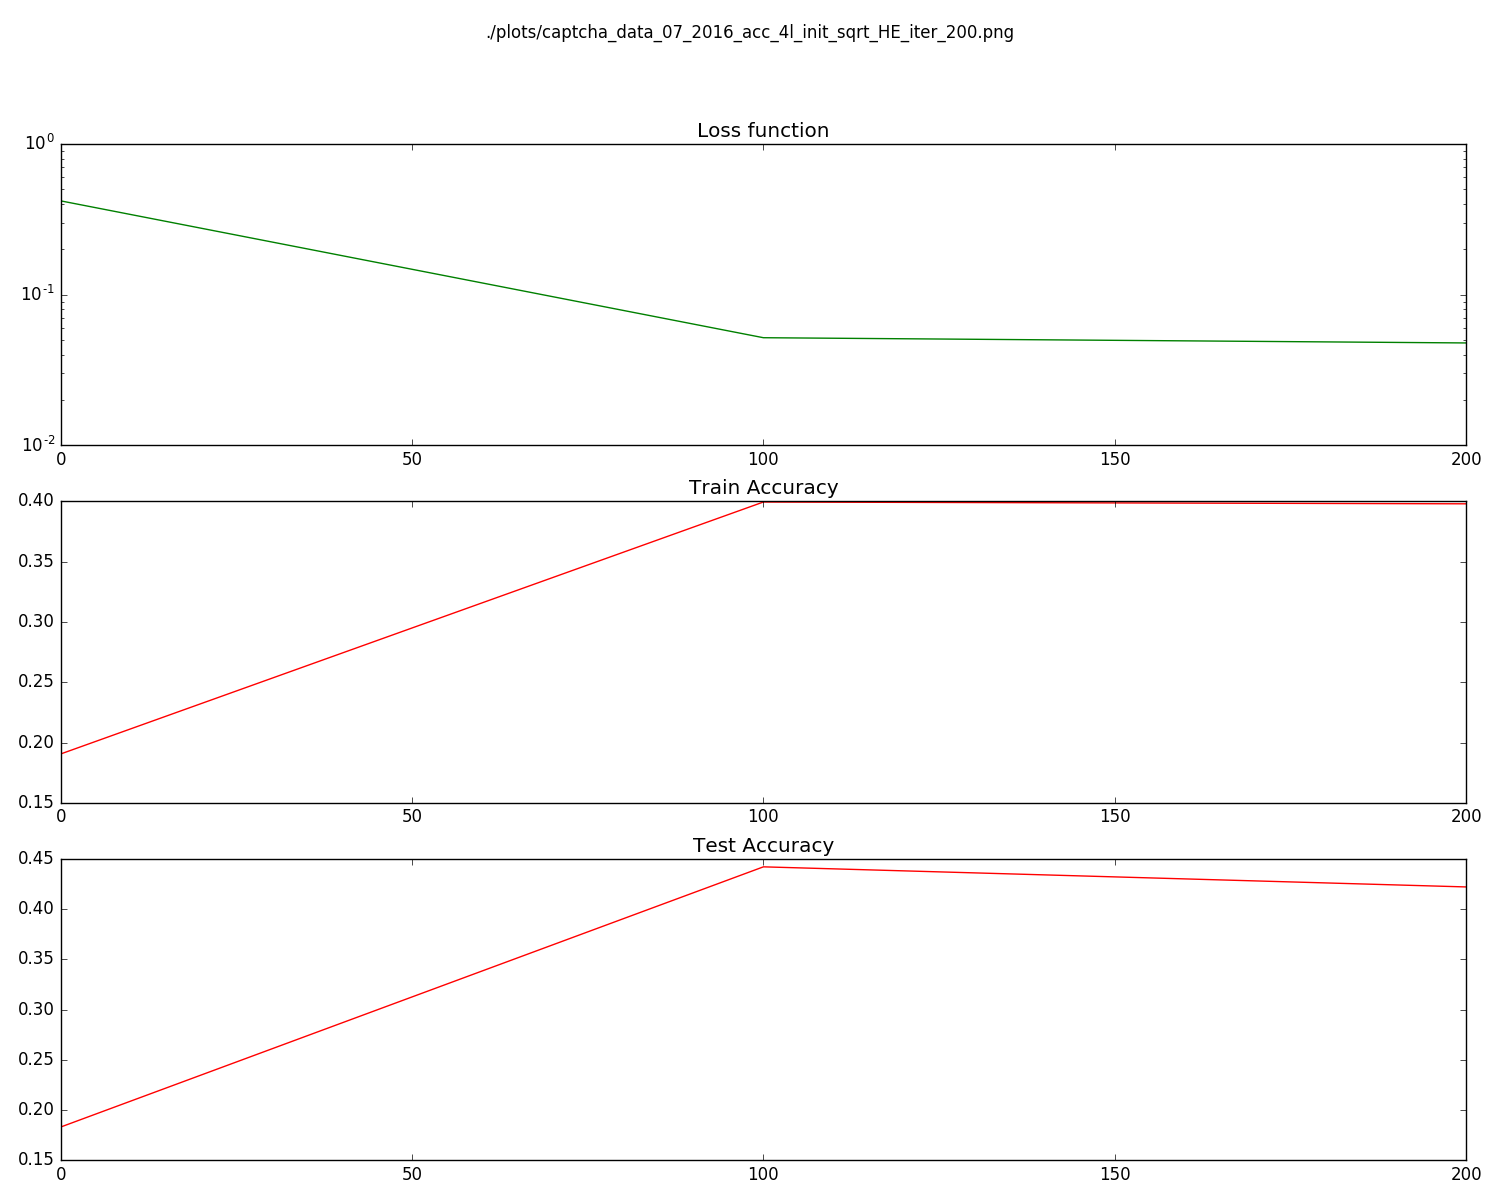 ./plots/captcha_data_07_2016_acc_4l_init_sqrt_HE_iter_200.png
Loss function
10^0
10^-1
10^-2
0 50 100 150 200
Train Accuracy
0.40
0.35
0.30
0.25
0.20
0.15
0 50 100 150 200
Test Accuracy
0.45
0.40
0.35
0.30
0.25
0.20
0.15
0 50 100 150 200